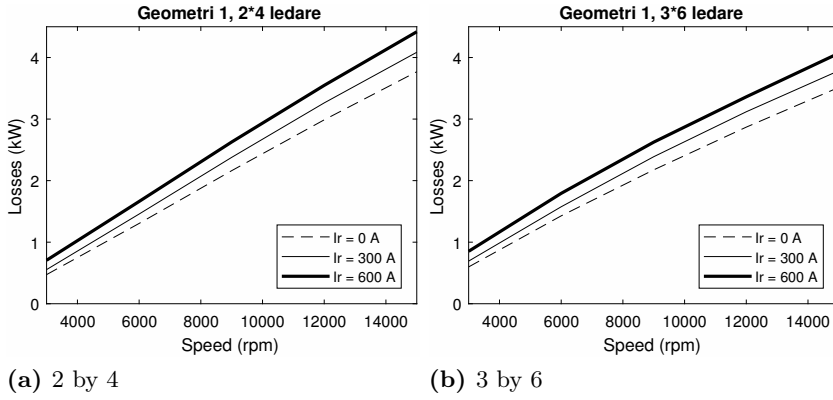 Geometri 1, 2*4 ledare
Losses (kW)
4
3
2
1
0
Ir = 0 A
Ir = 300 A
Ir = 600 A
4000 6000 8000 10000 12000 14000
Speed (rpm)
(a) 2 by 4
Geometri 1, 3*6 ledare
Losses (kW)
4
3
2
1
0
Ir = 0 A
Ir = 300 A
Ir = 600 A
4000 6000 8000 10000 12000 14000
Speed (rpm)
(b) 3 by 6